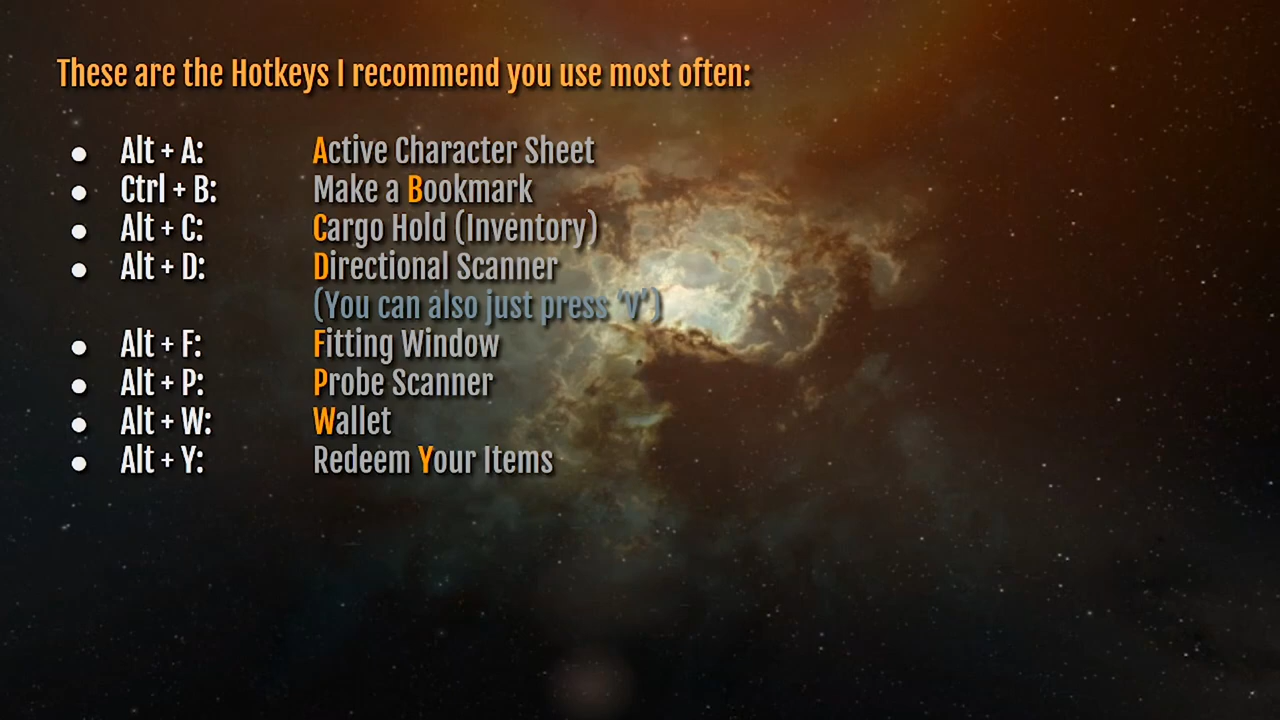 These are the Hotkeys I recommend you use most often:
● Alt + A: Active Character Sheet
● Ctrl + B: Make a Bookmark
● Alt + C: Cargo Hold (Inventory)
● Alt + D: Directional Scanner
(You can also just press ‘v’)
● Alt + F: Fitting Window
● Alt + P: Probe Scanner
● Alt + W: Wallet
● Alt + Y: Redeem Your Items